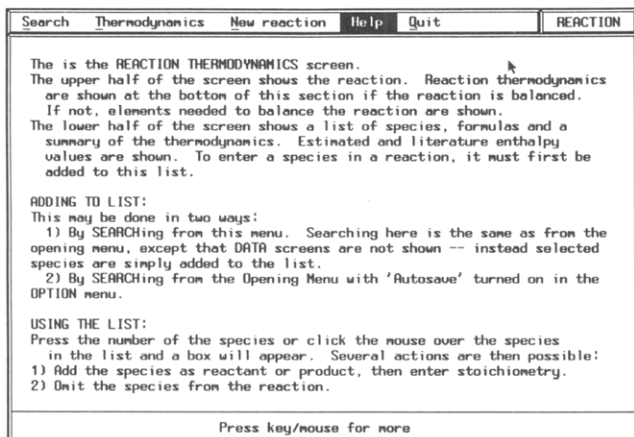 Search Thermodynamics New reaction Help Quit REACTION
The is the REACTION THERMODYNAMICS screen.
The upper half of the screen shows the reaction. Reaction thermodynamics
are shown at the bottom of this section if the reaction is balanced.
If not, elements needed to balance the reaction are shown.
The lower half of the screen shows a list of species, formulas and a
summary of the thermodynamics. Estimated and literature enthalpy
values are shown. To enter a species in a reaction, it must first be
added to this list.
ADDING TO LIST:
This may be done in two ways:
1) By SEARCHing from this menu. Searching here is the same as from the
opening menu, except that DATA screens are not shown -- instead selected
species are simply added to the list.
2) By SEARCHing from the Opening Menu with 'Autosave' turned on in the
OPTION menu.
USING THE LIST:
Press the number of the species or click the mouse over the species
in the list and a box will appear. Several actions are then possible:
1) Add the species as reactant or product, then enter stoichiometry.
2) Omit the species from the reaction.
Press key/mouse for more